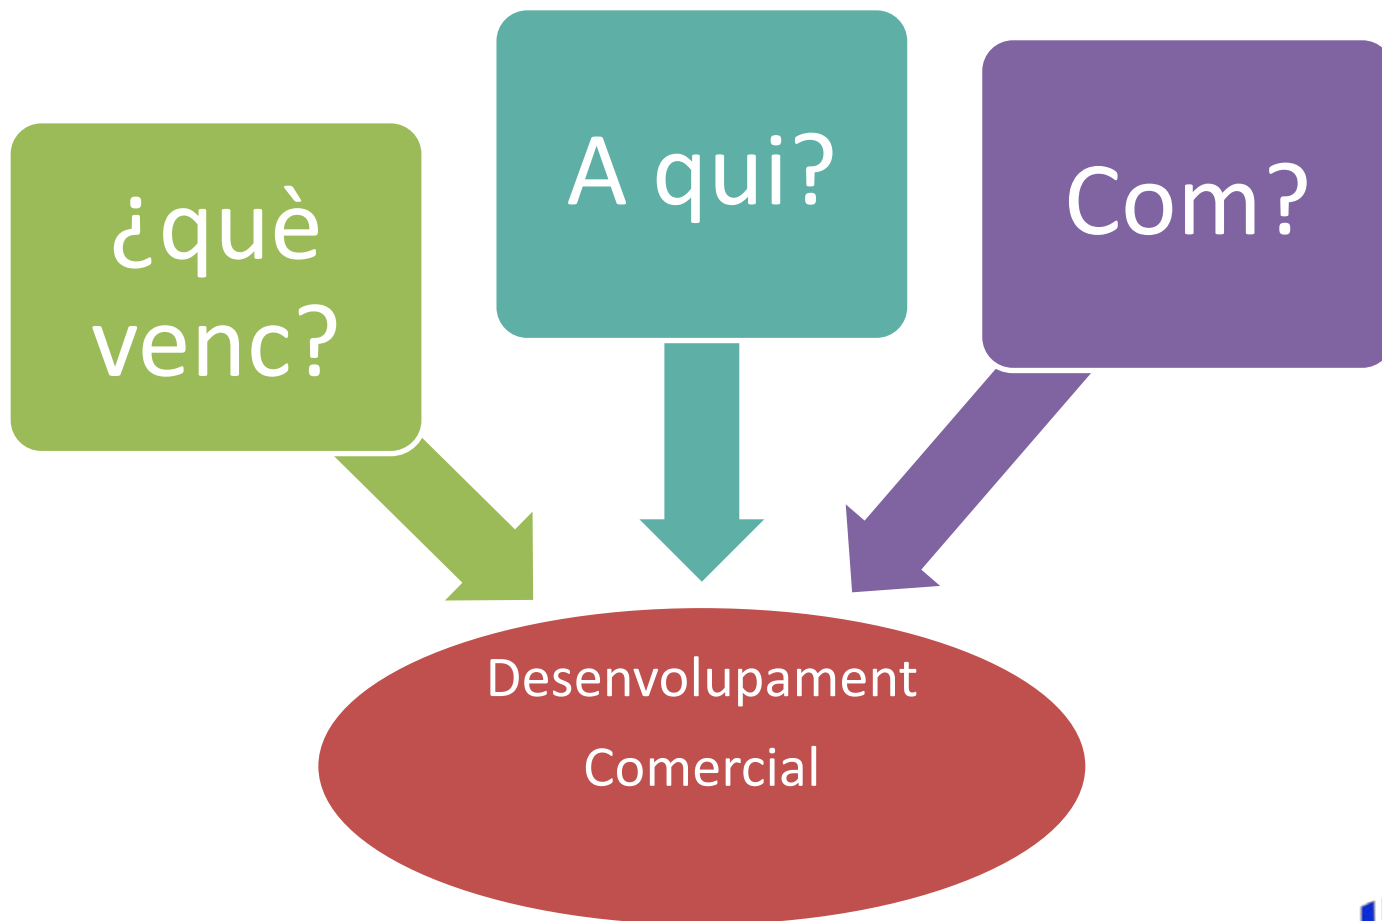 ¿què
venc?
A qui?
Com?
Desenvolupament
Comercial